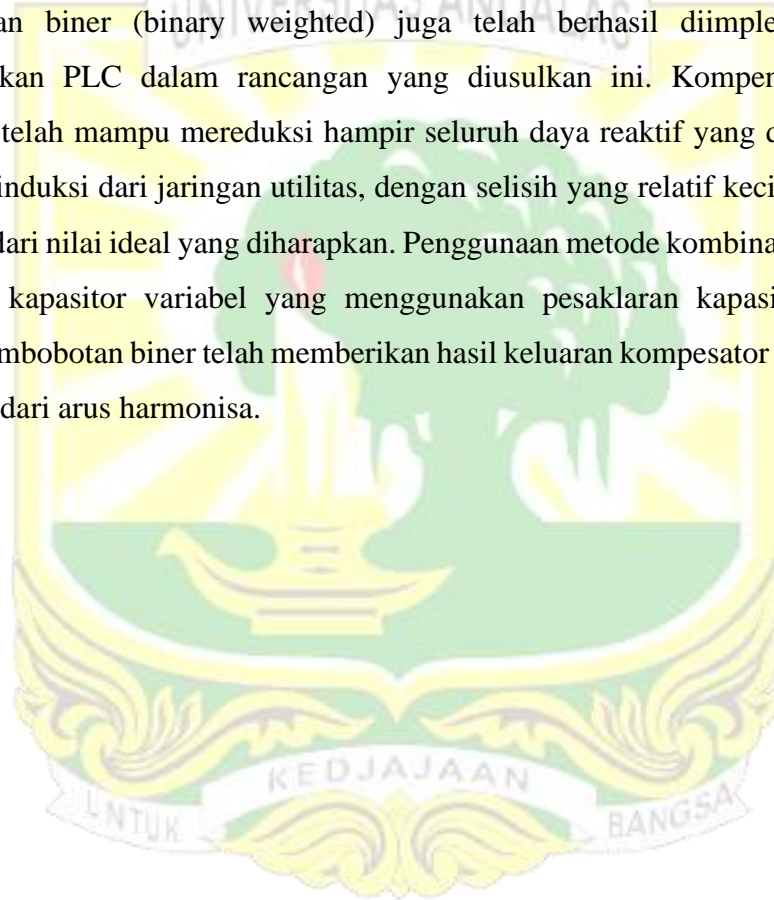 UNIVERSITAS ANDALAS
an biner (binary weighted) juga telah berhasil diimple
kan PLC dalam rancangan yang diusulkan ini. Kompen
telah mampu mereduksi hampir seluruh daya reaktif yang d
induksi dari jaringan utilitas, dengan selisih yang relatif keci
dari nilai ideal yang diharapkan. Penggunaan metode kombina
kapasitor variabel yang menggunakan pesaklaran kapasi
mbobotan biner telah memberikan hasil keluaran kompesator
dari arus harmonisa.
UNTUK KEDJAJAAN BANGSA